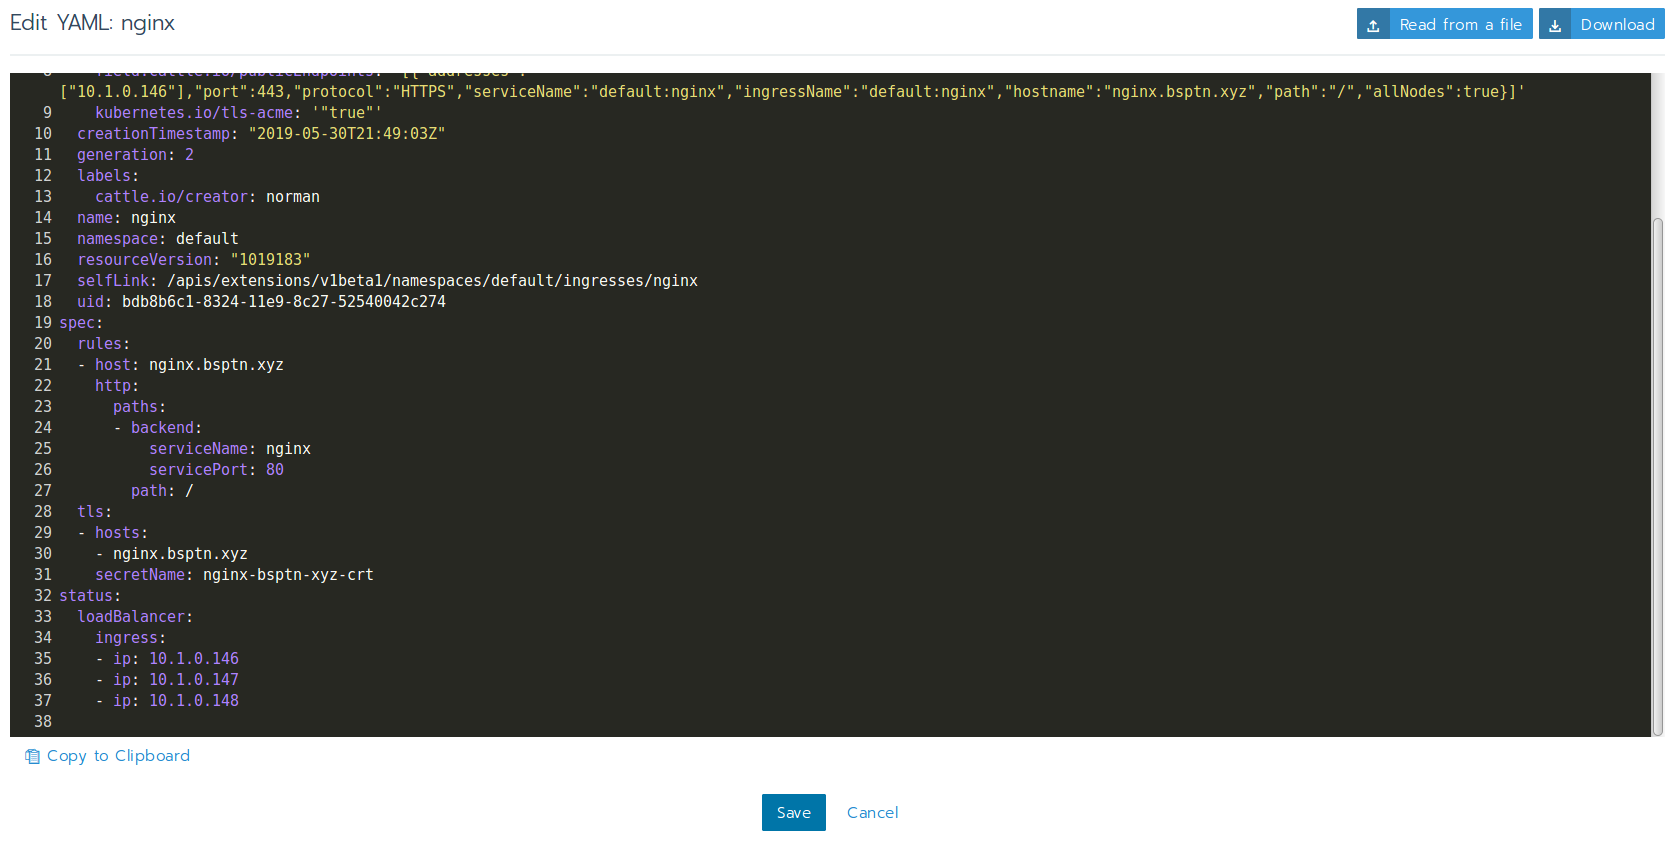 Edit YAML: nginx
Read from a file
Download
8 field.cattle.io/publicEndpoints: '[{"addresses":
["10.1.0.146"],"port":443,"protocol":"HTTPS","serviceName":"default:nginx","ingressName":"default:nginx","hostname":"nginx.bsptn.xyz","path":"/","allNodes":true}]'
9     kubernetes.io/tls-acme: '"true"'
10   creationTimestamp: "2019-05-30T21:49:03Z"
11   generation: 2
12   labels:
13     cattle.io/creator: norman
14   name: nginx
15   namespace: default
16   resourceVersion: "1019183"
17   selfLink: /apis/extensions/v1beta1/namespaces/default/ingresses/nginx
18   uid: bdb8b6c1-8324-11e9-8c27-52540042c274
19 spec:
20   rules:
21   - host: nginx.bsptn.xyz
22     http:
23       paths:
24       - backend:
25           serviceName: nginx
26           servicePort: 80
27         path: /
28   tls:
29   - hosts:
30     - nginx.bsptn.xyz
31     secretName: nginx-bsptn-xyz-crt
32 status:
33   loadBalancer:
34     ingress:
35     - ip: 10.1.0.146
36     - ip: 10.1.0.147
37     - ip: 10.1.0.148
38
Copy to Clipboard
Save
Cancel